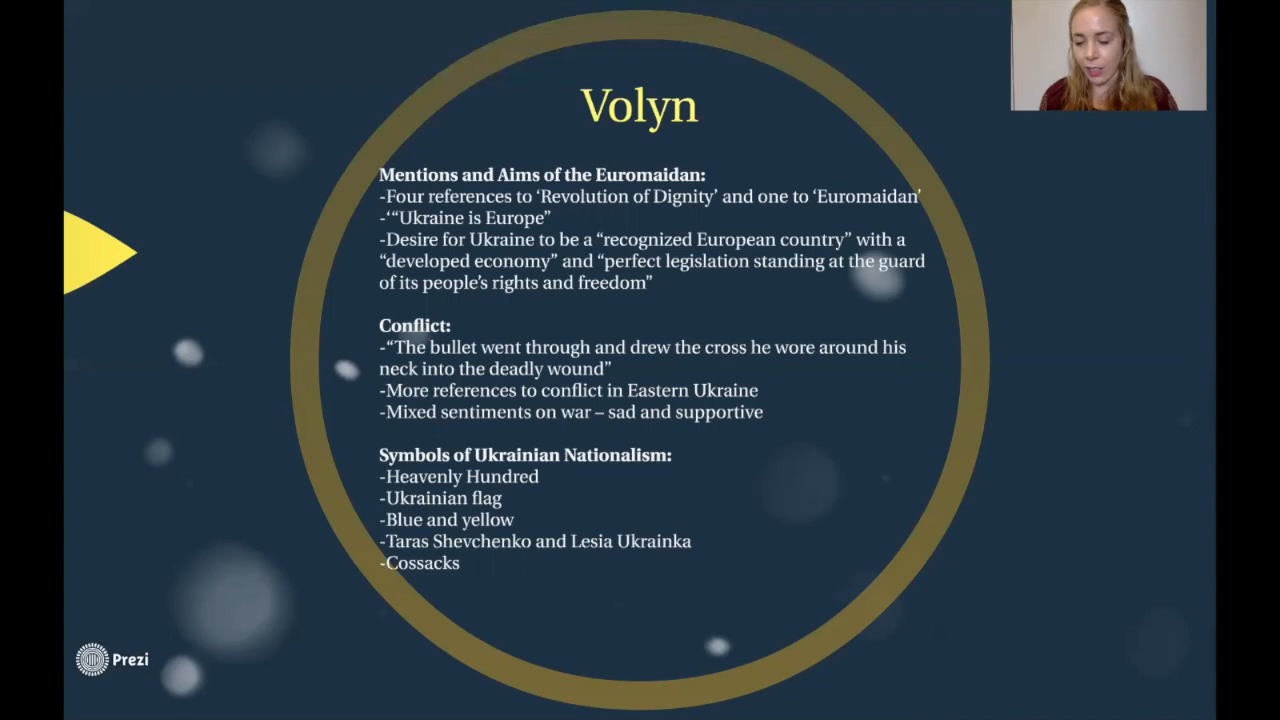 Volyn
Mentions and Aims of the Euromaidan:
-Four references to ‘Revolution of Dignity’ and one to ‘Euromaidan’
-‘“Ukraine is Europe”
-Desire for Ukraine to be a “recognized European country” with a
“developed economy” and “perfect legislation standing at the guard
of its people’s rights and freedom”
Conflict:
-“The bullet went through and drew the cross he wore around his
neck into the deadly wound”
-More references to conflict in Eastern Ukraine
-Mixed sentiments on war – sad and supportive
Symbols of Ukrainian Nationalism:
-Heavenly Hundred
-Ukrainian flag
-Blue and yellow
-Taras Shevchenko and Lesia Ukrainka
-Cossacks
Prezi